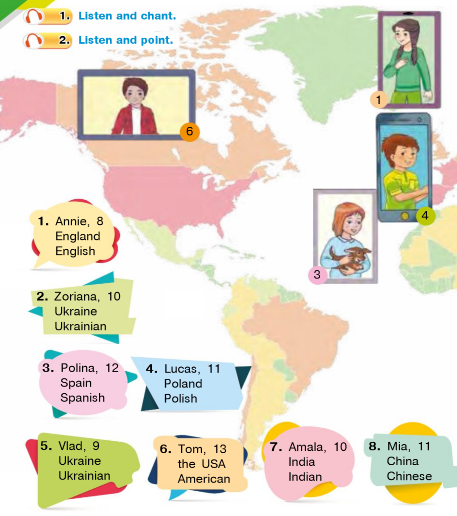 1. Listen and chant.
2. Listen and point.
1
6
4
3
1. Annie, 8
England
English
2. Zoriana, 10
Ukraine
Ukrainian
3. Polina, 12
Spain
Spanish
4. Lucas, 11
Poland
Polish
5. Vlad, 9
Ukraine
Ukrainian
6. Tom, 13
the USA
American
7. Amala, 10
India
Indian
8. Mia, 11
China
Chinese